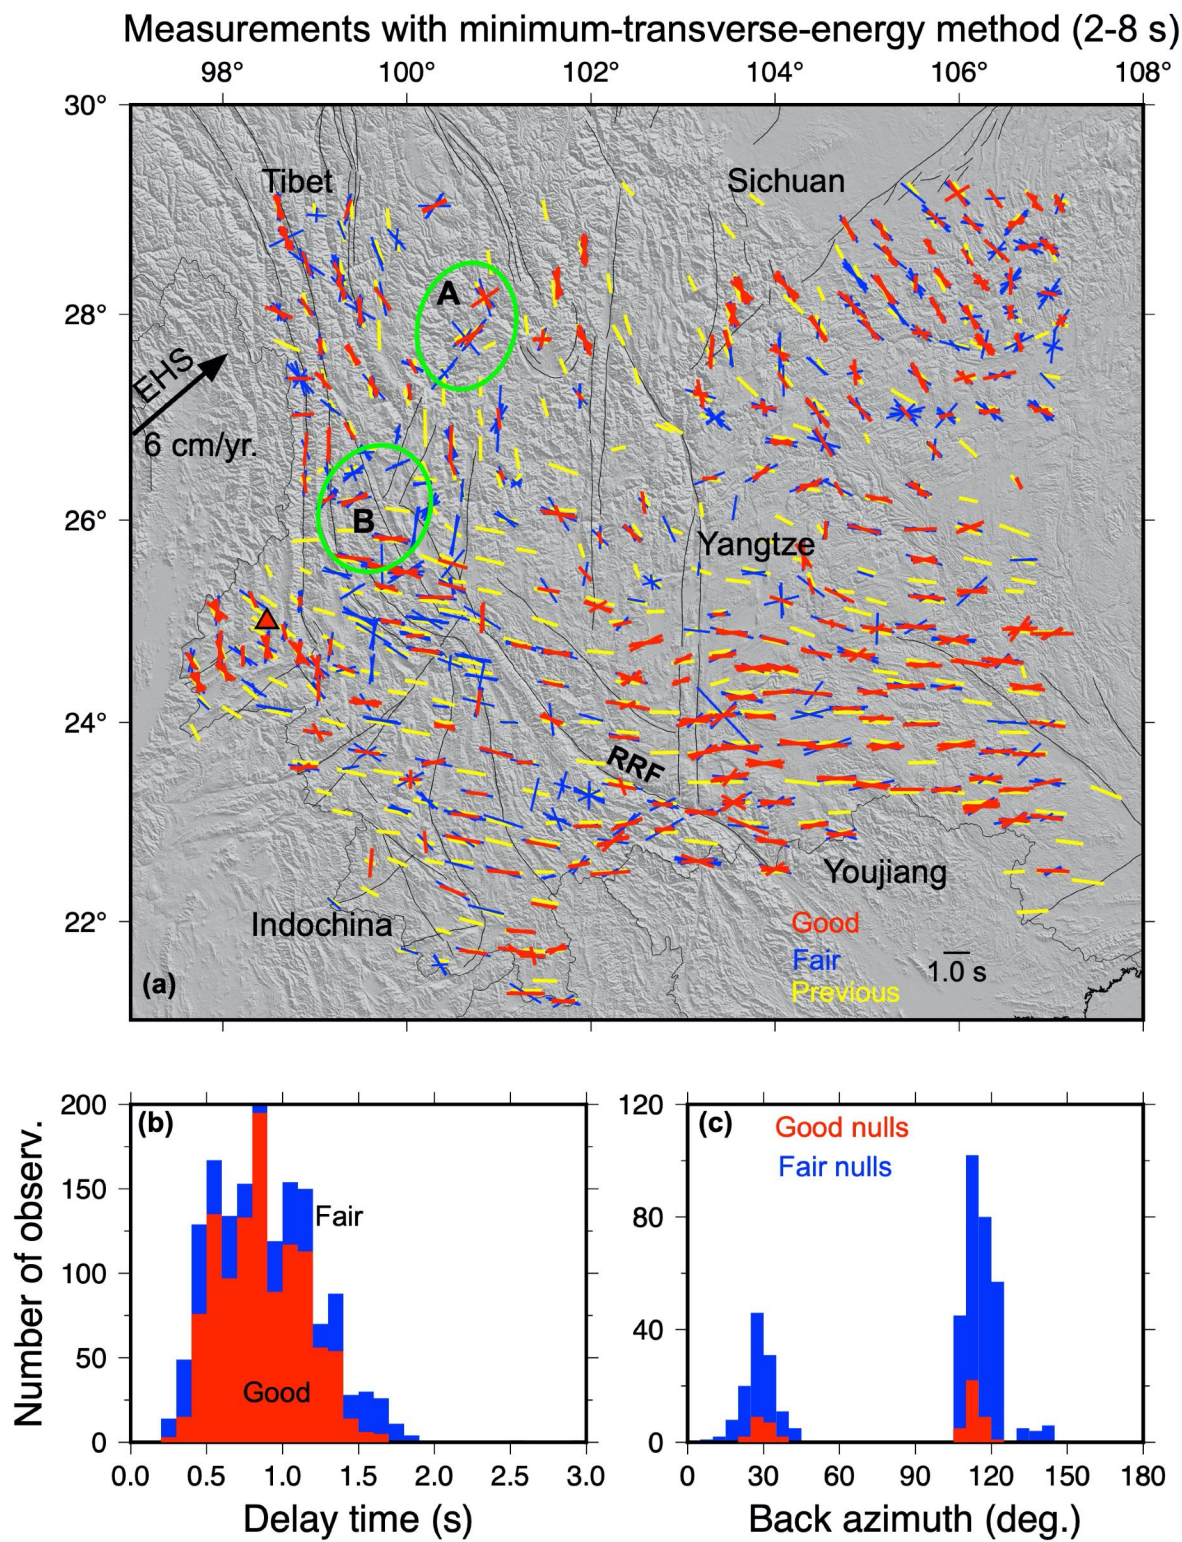 Measurements with minimum-transverse-energy method (2-8 s)
98° 100° 102° 104° 106° 108°
30°
Tibet Sichuan
A
28°
EHS
6 cm/yr.
26°
B
Yangtze
24°
RRF
Youjiang
22°
Indochina
Good
Fair
1.0 s
Previous
(a)
200 120
(b) (c)
Good nulls
Fair nulls
150
Fair
80
100
40
50
Good
0 0
0.0 0.5 1.0 1.5 2.0 2.5 3.0 0 30 60 90 120 150 180
Number of observ.
Delay time (s) Back azimuth (deg.)